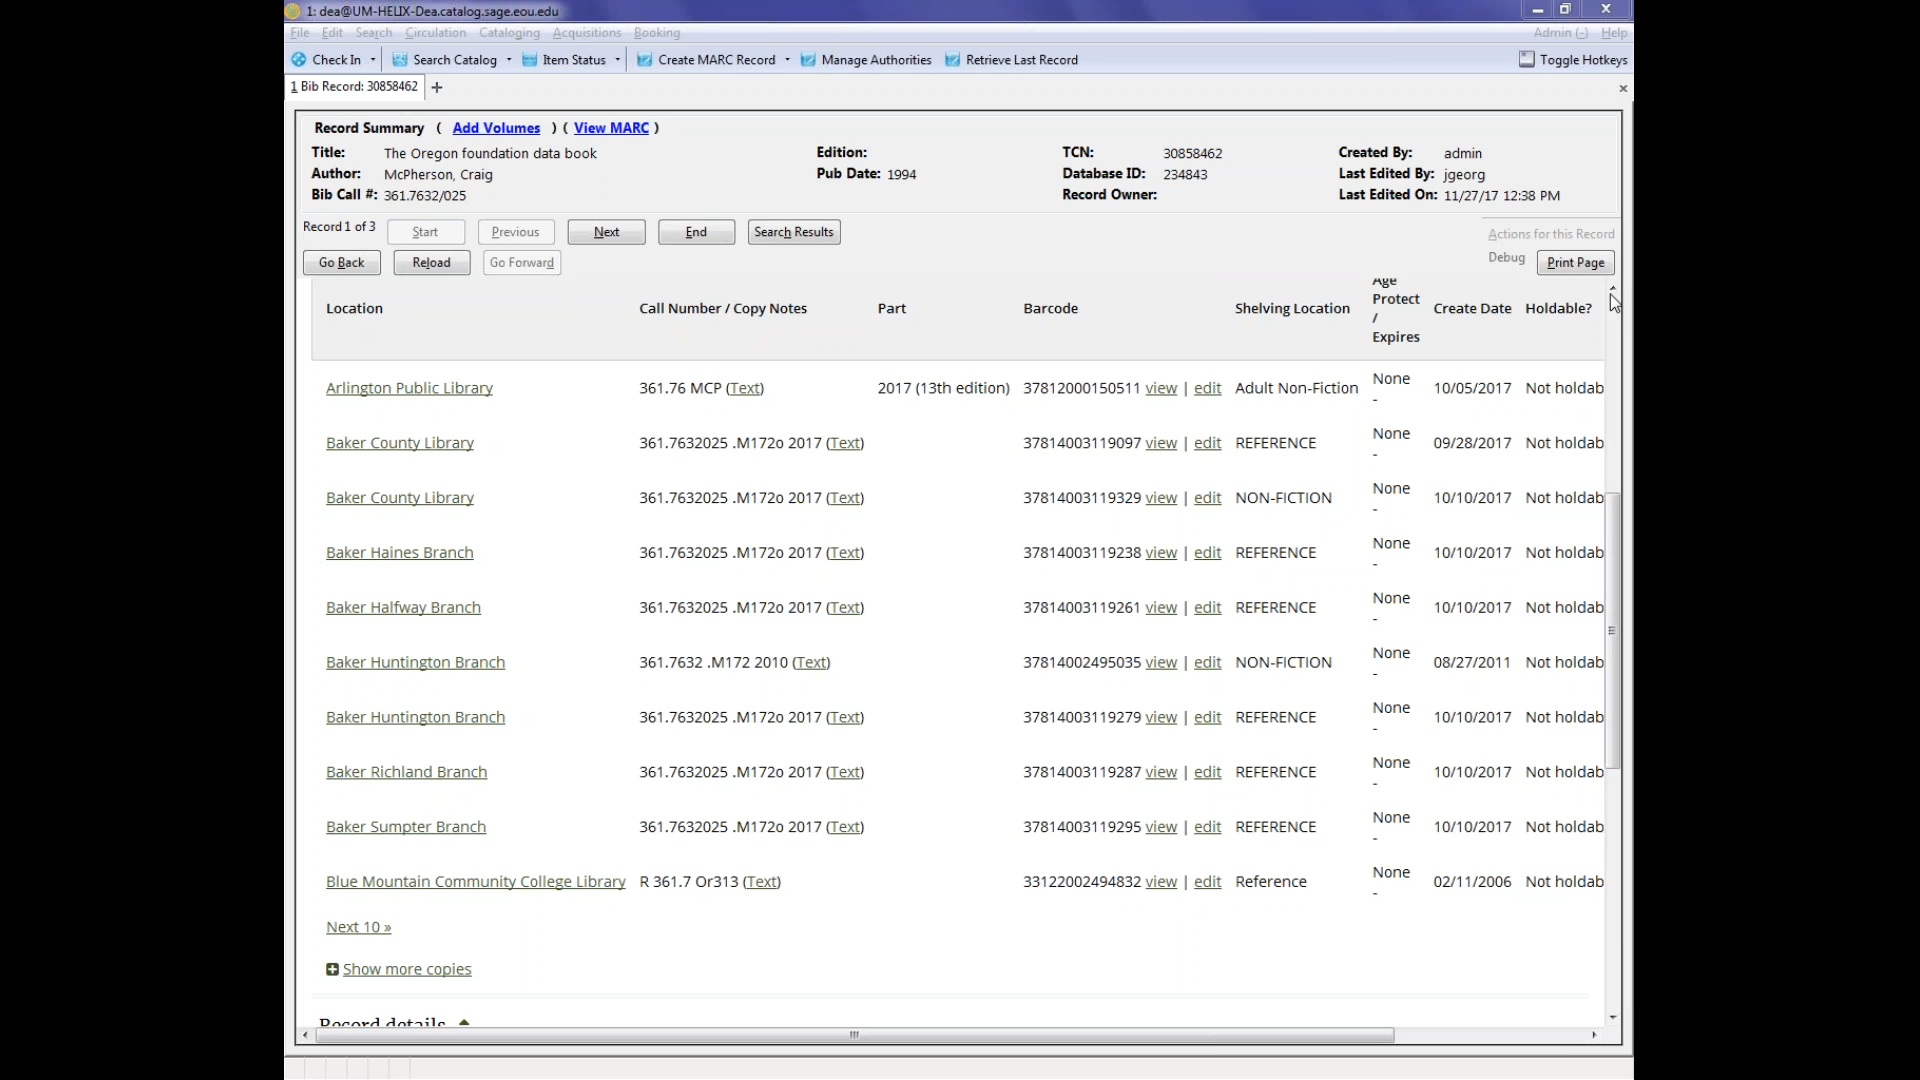 1: dea@UM-HELIX-Dea.catalog.sage.eou.edu
File Edit Search Circulation Cataloging Acquisitions Booking Admin (-) Help
Check In Search Catalog Item Status Create MARC Record Manage Authorities Retrieve Last Record Toggle Hotkeys
1 Bib Record: 30858462 +
Record Summary ( Add Volumes ) ( View MARC )
Title: The Oregon foundation data book Edition: TCN: 30858462 Created By: admin
Author: McPherson, Craig Pub Date: 1994 Database ID: 234843 Last Edited By: jgeorg
Bib Call #: 361.7632/025 Record Owner: Last Edited On: 11/27/17 12:38 PM
Record 1 of 3 Start Previous Next End Search Results Actions for this Record
Go Back Reload Go Forward Debug Print Page
Location Call Number / Copy Notes Part Barcode Shelving Location Age Protect / Expires Create Date Holdable?
Arlington Public Library 361.76 MCP (Text) 2017 (13th edition) 37812000150511 view | edit Adult Non-Fiction None - 10/05/2017 Not holdab
Baker County Library 361.7632025 .M172o 2017 (Text) 37814003119097 view | edit REFERENCE None - 09/28/2017 Not holdab
Baker County Library 361.7632025 .M172o 2017 (Text) 37814003119329 view | edit NON-FICTION None - 10/10/2017 Not holdab
Baker Haines Branch 361.7632025 .M172o 2017 (Text) 37814003119238 view | edit REFERENCE None - 10/10/2017 Not holdab
Baker Halfway Branch 361.7632025 .M172o 2017 (Text) 37814003119261 view | edit REFERENCE None - 10/10/2017 Not holdab
Baker Huntington Branch 361.7632 .M172 2010 (Text) 37814002495035 view | edit NON-FICTION None - 08/27/2011 Not holdab
Baker Huntington Branch 361.7632025 .M172o 2017 (Text) 37814003119279 view | edit REFERENCE None - 10/10/2017 Not holdab
Baker Richland Branch 361.7632025 .M172o 2017 (Text) 37814003119287 view | edit REFERENCE None - 10/10/2017 Not holdab
Baker Sumpter Branch 361.7632025 .M172o 2017 (Text) 37814003119295 view | edit REFERENCE None - 10/10/2017 Not holdab
Blue Mountain Community College Library R 361.7 Or313 (Text) 33122002494832 view | edit Reference None - 02/11/2006 Not holdab
Next 10 »
Show more copies
Record details